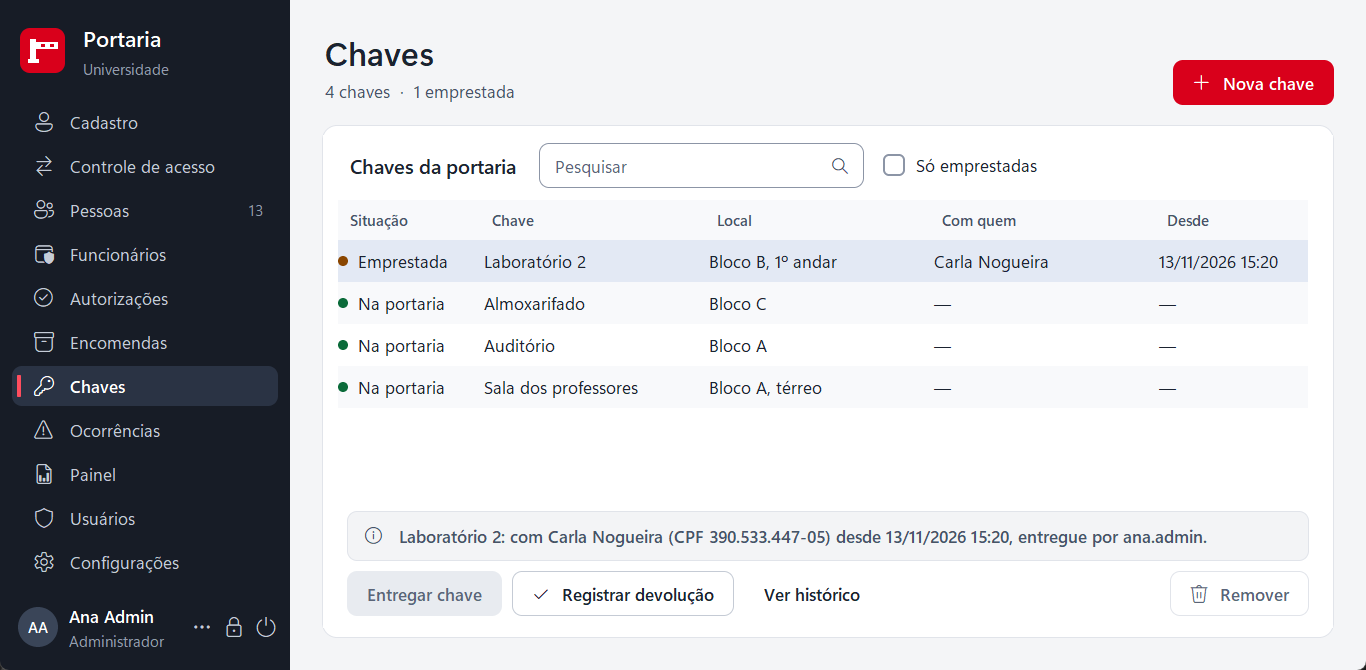 Portaria
Universidade
Cadastro
Controle de acesso
Pessoas 13
Funcionários
Autorizações
Encomendas
Chaves
Ocorrências
Painel
Usuários
Configurações
AA
Ana Admin
Administrador
Chaves
4 chaves · 1 emprestada
Nova chave
Chaves da portaria
Pesquisar
Só emprestadas
Situação Chave Local Com quem Desde
Emprestada Laboratório 2 Bloco B, 1º andar Carla Nogueira 13/11/2026 15:20
Na portaria Almoxarifado Bloco C — —
Na portaria Auditório Bloco A — —
Na portaria Sala dos professores Bloco A, térreo — —
Laboratório 2: com Carla Nogueira (CPF 390.533.447-05) desde 13/11/2026 15:20, entregue por ana.admin.
Entregar chave
Registrar devolução
Ver histórico
Remover